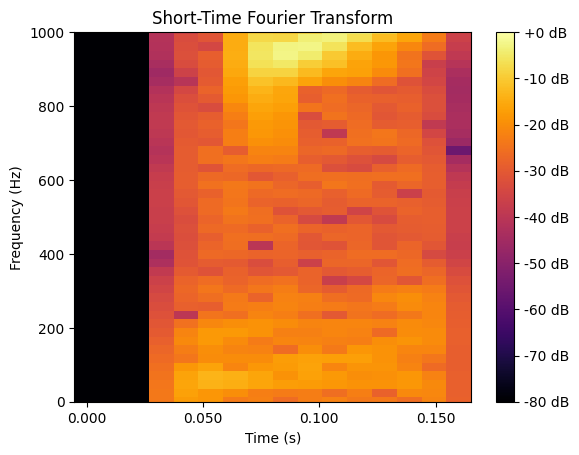 Short-Time Fourier Transform
1000
800
600
400
200
0
Frequency (Hz)
0.000
0.050
0.100
0.150
Time (s)
+0 dB
-10 dB
-20 dB
-30 dB
-40 dB
-50 dB
-60 dB
-70 dB
-80 dB